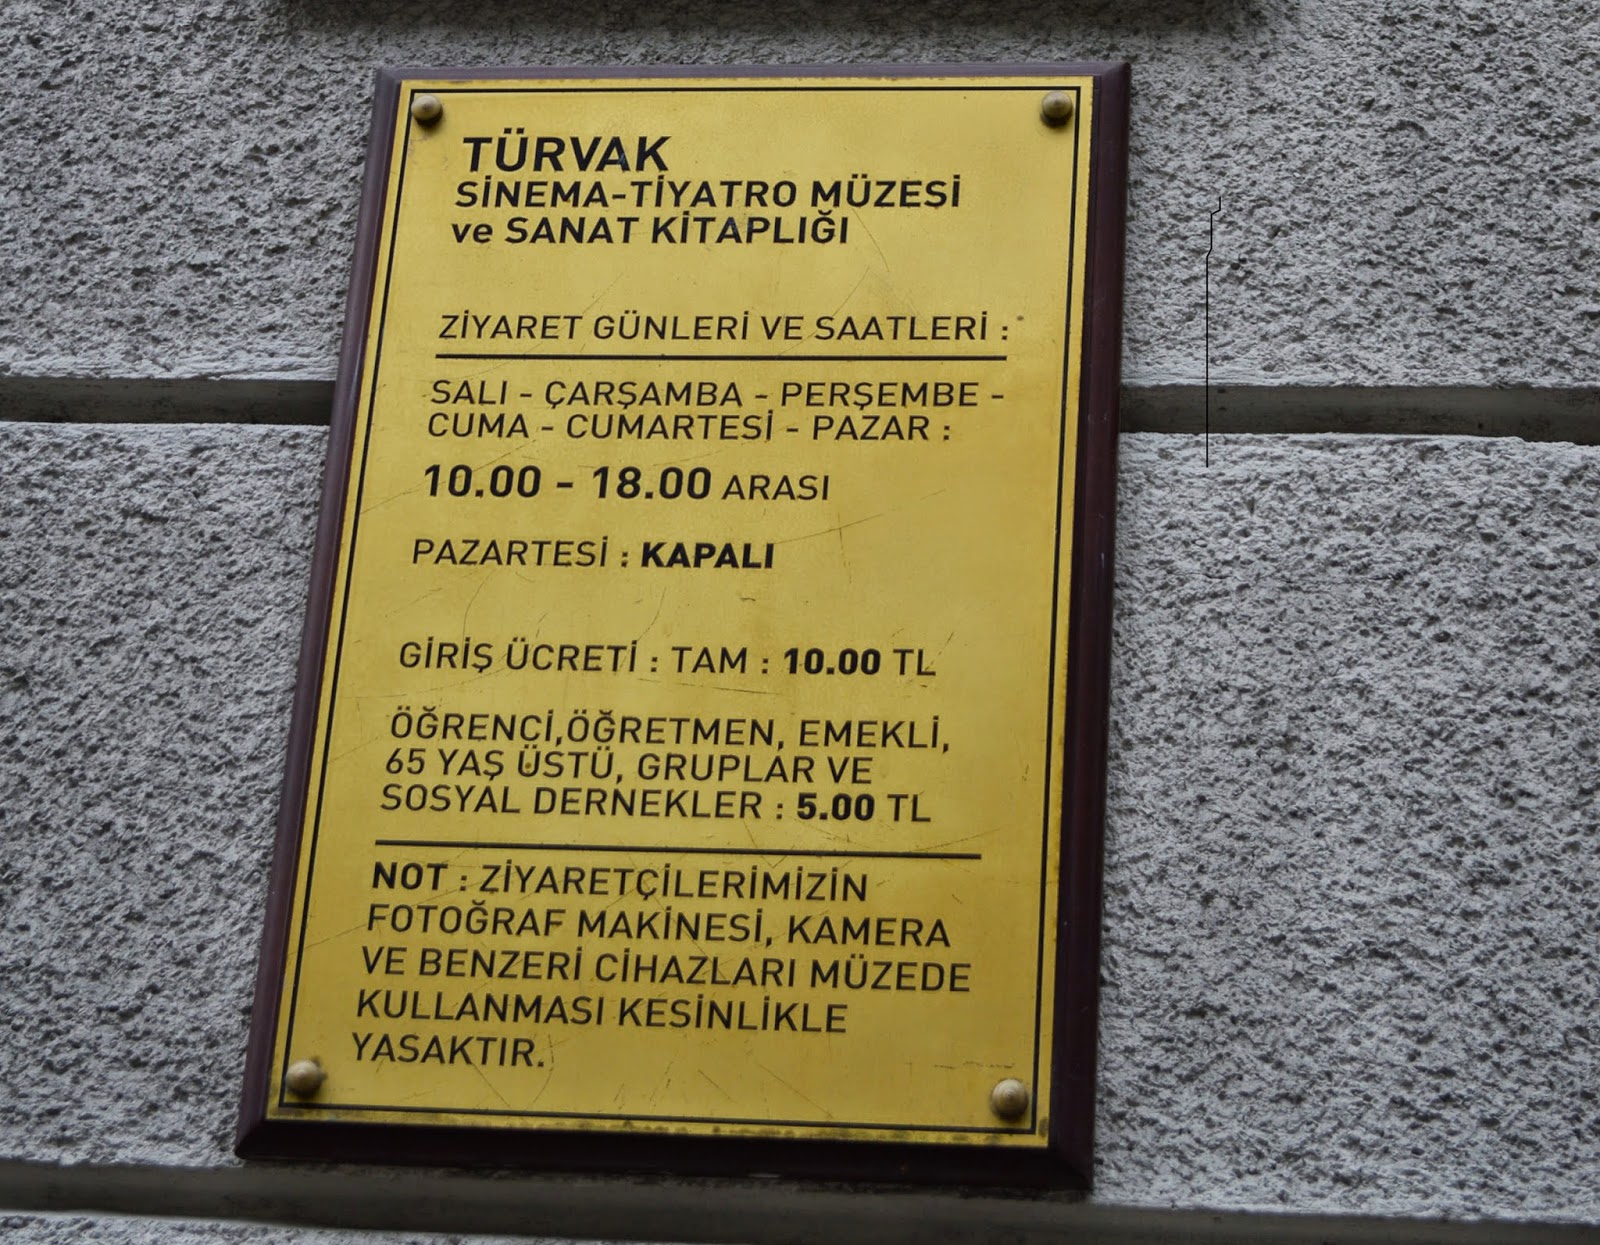 TÜRVAK
SİNEMA-TİYATRO MÜZESİ
ve SANAT KİTAPLIĞI
ZİYARET GÜNLERİ VE SAATLERİ :
SALI - ÇARŞAMBA - PERŞEMBE -
CUMA - CUMARTESİ - PAZAR :
10.00 - 18.00 ARASI
PAZARTESİ : KAPALI
GİRİŞ ÜCRETİ : TAM : 10.00 TL
ÖĞRENCİ,ÖĞRETMEN, EMEKLİ,
65 YAŞ ÜSTÜ, GRUPLAR VE
SOSYAL DERNEKLER : 5.00 TL
NOT : ZİYARETÇİLERİMİZİN
FOTOĞRAF MAKİNESİ, KAMERA
VE BENZERİ CİHAZLARI MÜZEDE
KULLANMASI KESİNLİKLE
YASAKTIR.